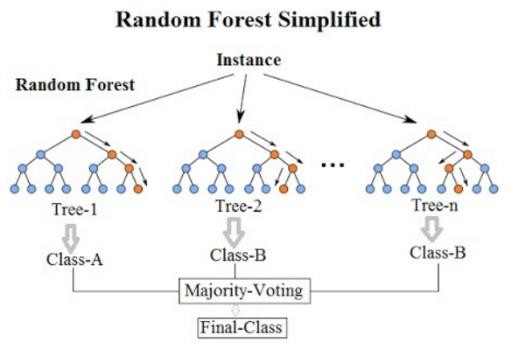 Random Forest Simplified
Instance
Random Forest
...
Tree-1
Tree-2
Tree-n
Class-A
Class-B
Class-B
Majority-Voting
Final-Class